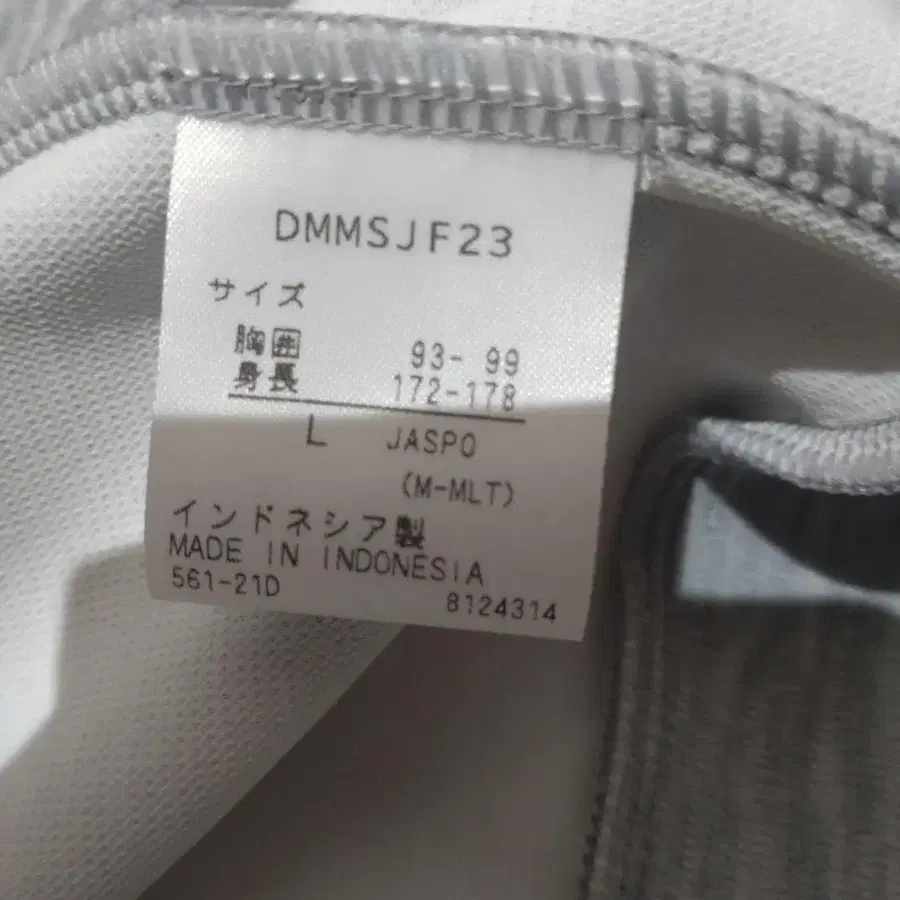 DMMSJF23
サイズ
胸囲 93- 99
身長 172-178
L JASPO
(M-MLT)
インドネシア製
MADE IN INDONESIA
561-21D 8124314